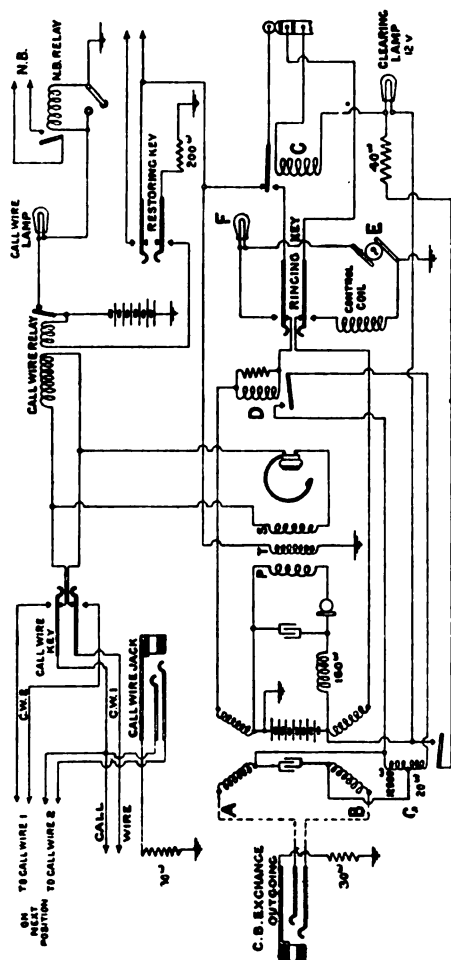 N.B.
N.B. RELAY
CALL WIRE
LAMP
CALL WIRE RELAY
RESTORING KEY
200ω
CALL WIRE
KEY
TO CALL WIRE 1
C.W.2
ON
NEXT
POSITION
TO CALL WIRE 2
C.W.1
CALL
WIRE
CALL WIRE JACK
F
RINGING KEY
C
CLEARING
LAMP
12 V
40ω
CONTROL
COIL
E
D
S
T
P
160ω
A
B
20ω
C,
C.B. EXCHANGE
OUTGOING
30ω